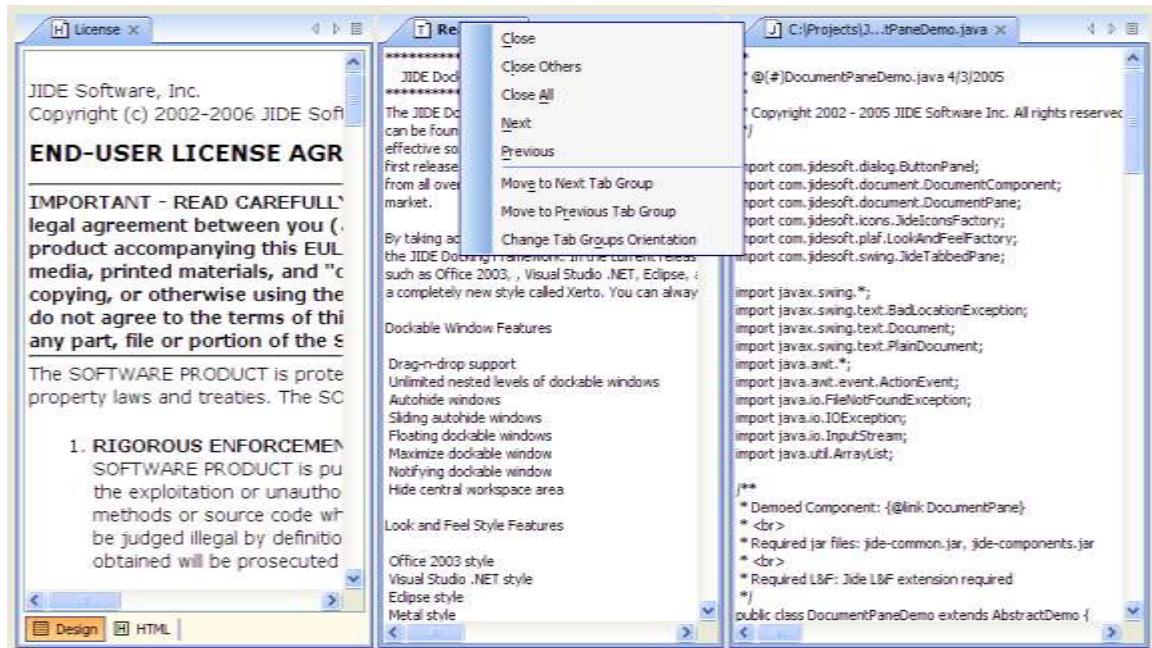 License
JIDE Software, Inc.
Copyright (c) 2002-2006 JIDE Soft
END-USER LICENSE AGR
IMPORTANT - READ CAREFULLY
legal agreement between you (
product accompanying this EUL
media, printed materials, and "c
copying, or otherwise using the
do not agree to the terms of thi
any part, file or portion of the S
The SOFTWARE PRODUCT is prote
property laws and treaties. The SO
1. RIGOROUS ENFORCEMEN
SOFTWARE PRODUCT is pu
the exploitation or unautho
methods or source code wh
be judged illegal by definitio
obtained will be prosecuted
Design HTML
Re
********
JIDE Dock
********
The JIDE Do
can be foun
effective so
first release
from all over
market.
By taking ad
the JIDE Docking Framework. In the current releas
such as Office 2003, , Visual Studio .NET, Eclipse, a
a completely new style called Xerto. You can alway
Dockable Window Features
Drag-n-drop support
Unlimited nested levels of dockable windows
Autohide windows
Sliding autohide windows
Floating dockable windows
Maximize dockable window
Notifying dockable window
Hide central workspace area
Look and Feel Style Features
Office 2003 style
Visual Studio .NET style
Eclipse style
Metal style
Close
Close Others
Close All
Next
Previous
Move to Next Tab Group
Move to Previous Tab Group
Change Tab Groups Orientation
C:\Projects\J...tPaneDemo.java
*
* @(#)DocumentPaneDemo.java 4/3/2005
*
* Copyright 2002 - 2005 JIDE Software Inc. All rights reserved
*/
import com.jidesoft.dialog.ButtonPanel;
import com.jidesoft.document.DocumentComponent;
import com.jidesoft.document.DocumentPane;
import com.jidesoft.icons.JideIconsFactory;
import com.jidesoft.plaf.LookAndFeelFactory;
import com.jidesoft.swing.JideTabbedPane;
import javax.swing.*;
import javax.swing.text.BadLocationException;
import javax.swing.text.Document;
import javax.swing.text.PlainDocument;
import java.awt.*;
import java.awt.event.ActionEvent;
import java.io.FileNotFoundException;
import java.io.IOException;
import java.io.InputStream;
import java.util.ArrayList;
/**
* Demoed Component: {@link DocumentPane}
* <br>
* Required jar files: jide-common.jar, jide-components.jar
* <br>
* Required L&F: Jide L&F extension required
*/
public class DocumentPaneDemo extends AbstractDemo {